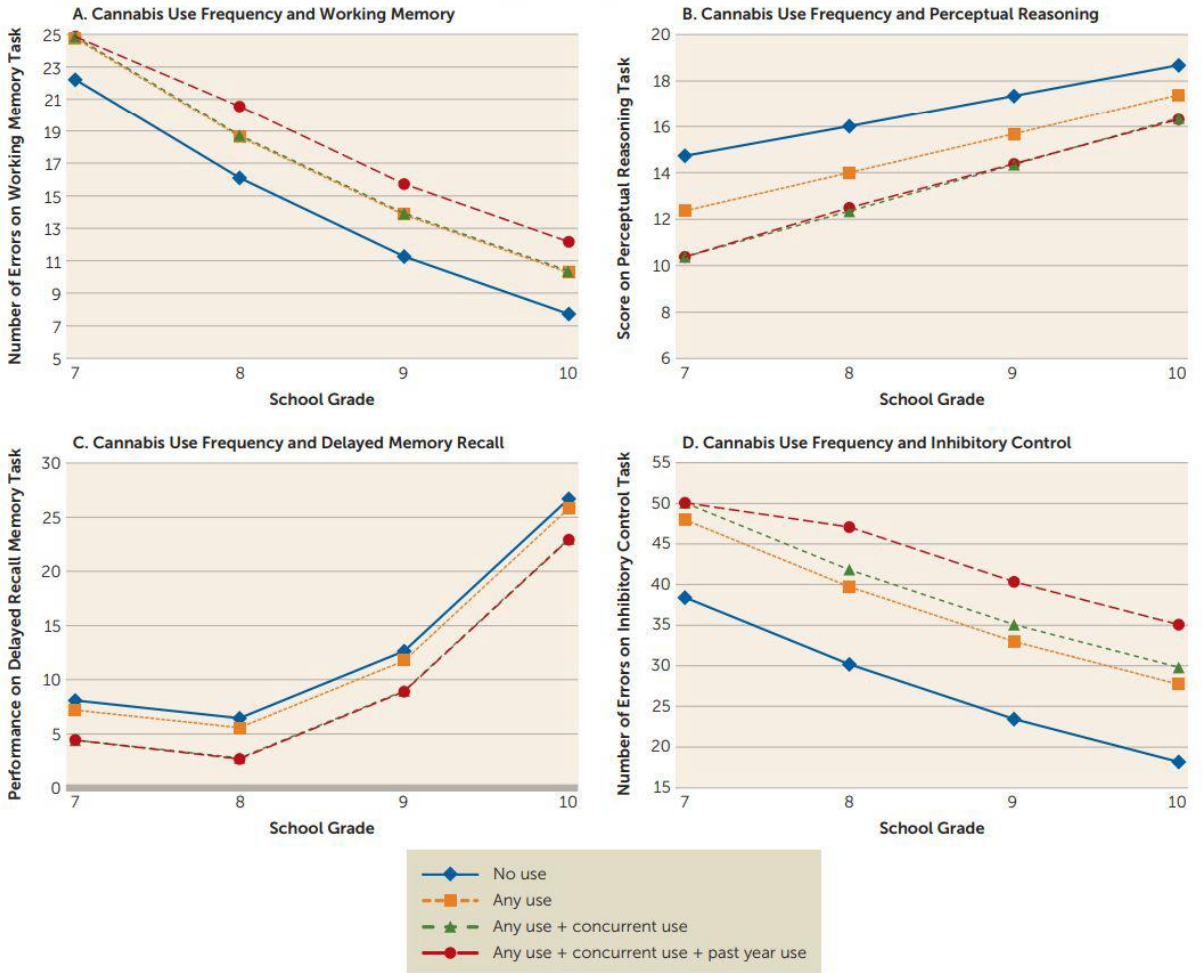 A. Cannabis Use Frequency and Working Memory
Number of Errors on Working Memory Task
25
23
21
19
17
15
13
11
9
7
5
7 8 9 10
School Grade
B. Cannabis Use Frequency and Perceptual Reasoning
Score on Perceptual Reasoning Task
20
18
16
14
12
10
8
6
7 8 9 10
School Grade
C. Cannabis Use Frequency and Delayed Memory Recall
Performance on Delayed Recall Memory Task
30
25
20
15
10
5
0
7 8 9 10
School Grade
D. Cannabis Use Frequency and Inhibitory Control
Number of Errors on Inhibitory Control Task
55
50
45
40
35
30
25
20
15
7 8 9 10
School Grade
No use
Any use
Any use + concurrent use
Any use + concurrent use + past year use